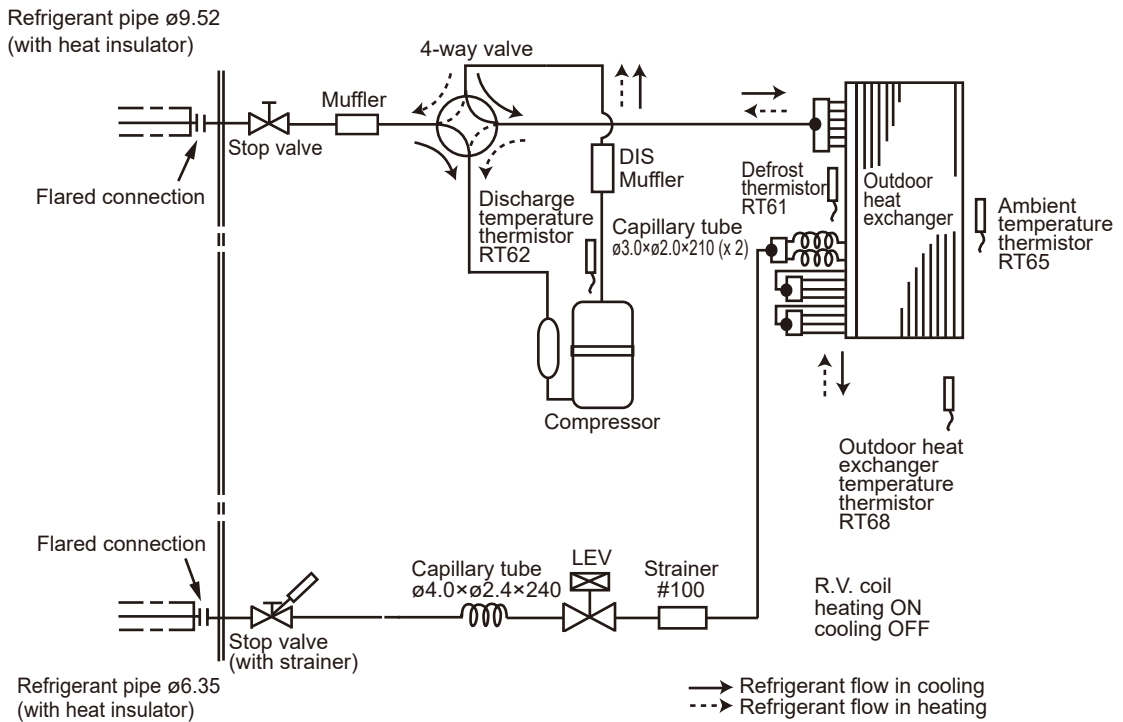 Refrigerant pipe ø9.52
(with heat insulator)
4-way valve
Muffler
Stop valve
Flared connection
DIS
Muffler
Discharge
temperature
thermistor
RT62
Capillary tube
ø3.0×ø2.0×210 (x 2)
Defrost
thermistor
RT61
Outdoor
heat
exchanger
Ambient
temperature
thermistor
RT65
Compressor
Outdoor heat
exchanger
temperature
thermistor
RT68
Flared connection
Capillary tube
ø4.0×ø2.4×240
LEV
Strainer
#100
R.V. coil
heating ON
cooling OFF
Stop valve
(with strainer)
Refrigerant pipe ø6.35
(with heat insulator)
Refrigerant flow in cooling
Refrigerant flow in heating